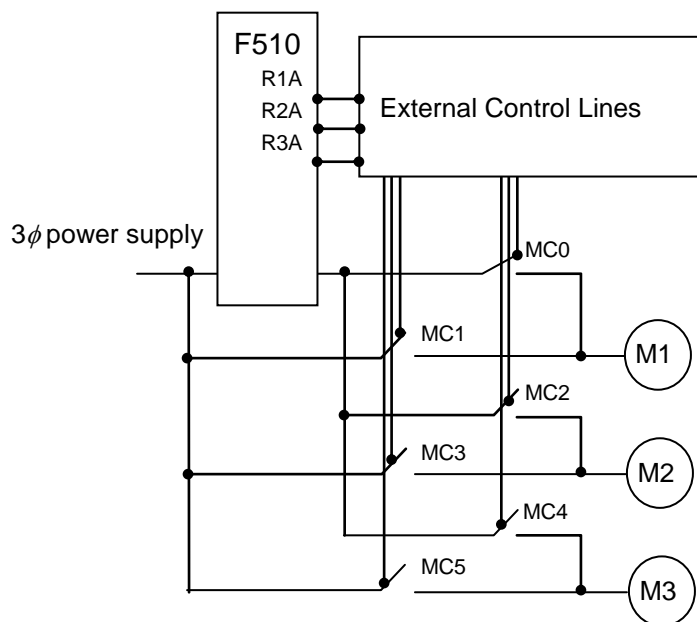 F510
R1A
R2A
R3A
External Control Lines
3ϕ power supply
MC0
MC1
M1
MC2
MC3
M2
MC4
MC5
M3